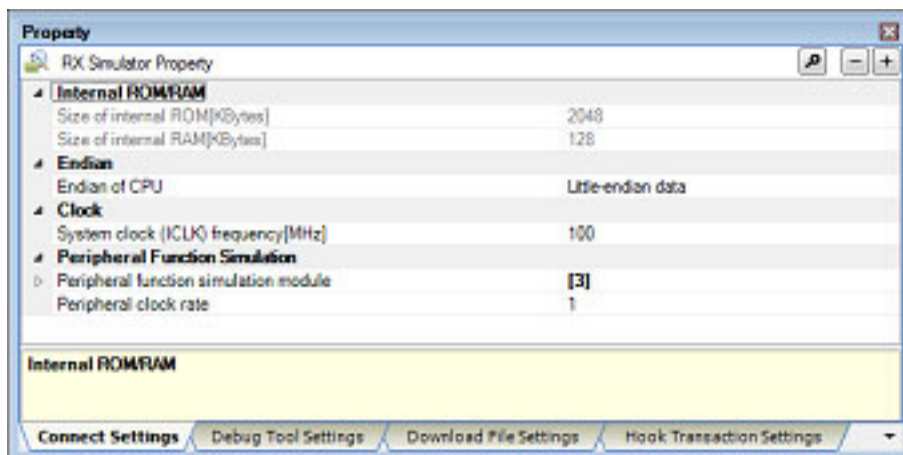 Property
RX Simulator Property
Internal ROM/RAM
Size of internal ROM[KBytes] 2048
Size of internal RAM[KBytes] 128
Endian
Endian of CPU Little-endian data
Clock
System clock (ICLK) frequency[MHz] 100
Peripheral Function Simulation
Peripheral function simulation module [3]
Peripheral clock rate 1
Internal ROM/RAM
Connect Settings Debug Tool Settings Download File Settings Hook Transaction Settings